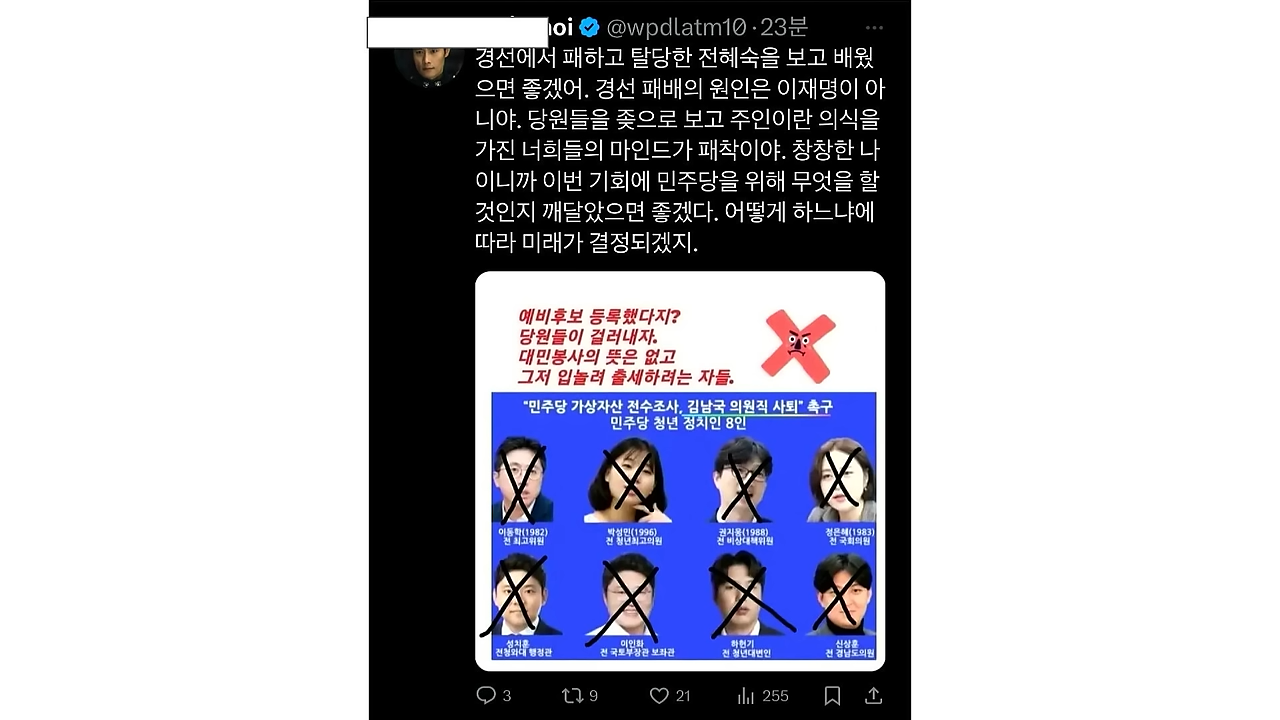 noi @wpdlatm10 · 23분
경선에서 패하고 탈당한 전혜숙을 보고 배웠
으면 좋겠어. 경선 패배의 원인은 이재명이 아
니야. 당원들을 좆으로 보고 주인이란 의식을
가진 너희들의 마인드가 패착이야. 창창한 나
이니까 이번 기회에 민주당을 위해 무엇을 할
것인지 깨달았으면 좋겠다. 어떻게 하느냐에
따라 미래가 결정되겠지.
예비후보 등록했다지?
당원들이 걸러내자.
대민봉사의 뜻은 없고
그저 입놀려 출세하려는 자들.
“민주당 가상자산 전수조사, 김남국 의원직 사퇴” 촉구
민주당 청년 정치인 8인
이동학(1982) 박성민(1996) 권지웅(1988) 정은혜(1983)
전 최고위원 전 청년최고의원 전 비상대책위원 전 국회의원
성치훈 이인화 하헌기 신상훈
전청와대 행정관 전 국토부장관 보좌관 전 청년대변인 전 경남도의원
3 9 21 255